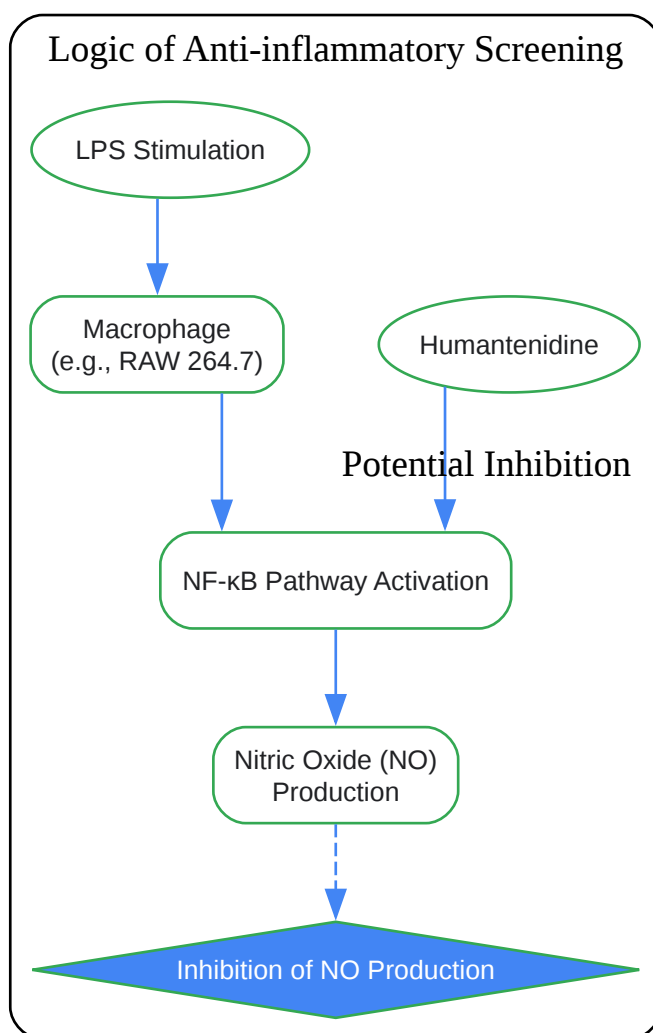 Logic of Anti-inflammatory Screening
LPS Stimulation
Macrophage
(e.g., RAW 264.7)
Humantenidine
Potential Inhibition
NF-κB Pathway Activation
Nitric Oxide (NO)
Production
Inhibition of NO Production